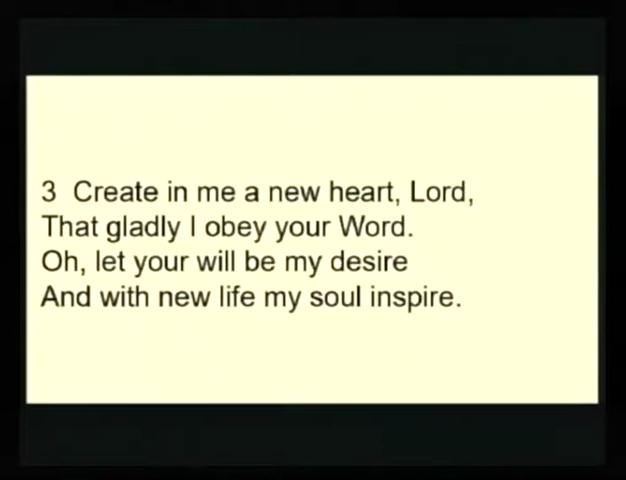 3  Create in me a new heart, Lord,
That gladly I obey your Word.
Oh, let your will be my desire
And with new life my soul inspire.